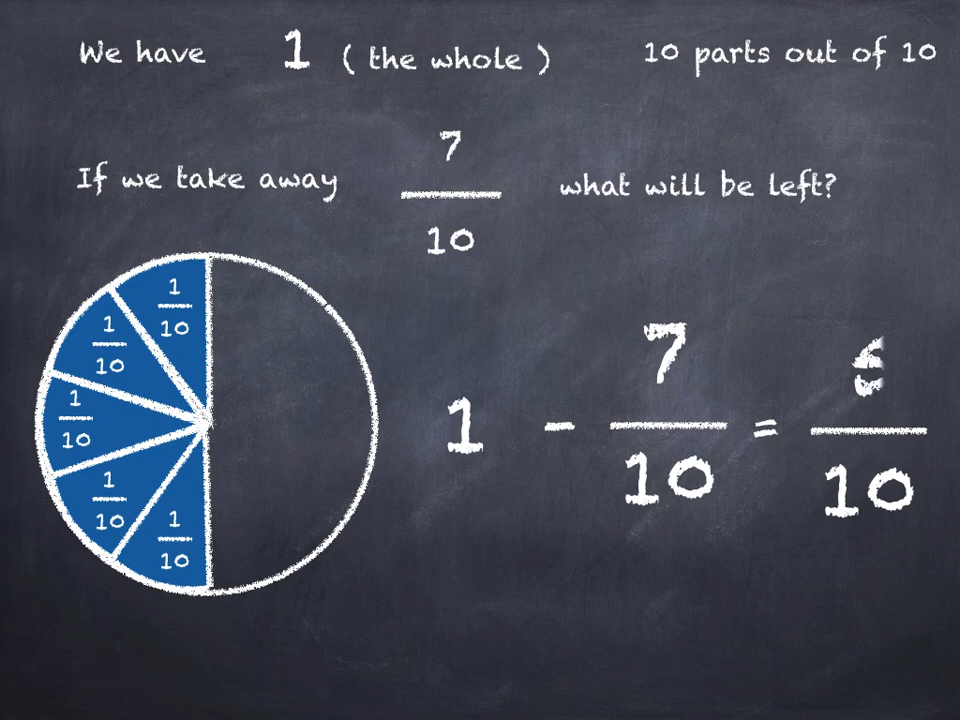 We have 1 ( the whole ) 10 parts out of 10
If we take away 7/10 what will be left?
1/10
1/10
1/10
1/10
1/10
1 - 7/10 = /10